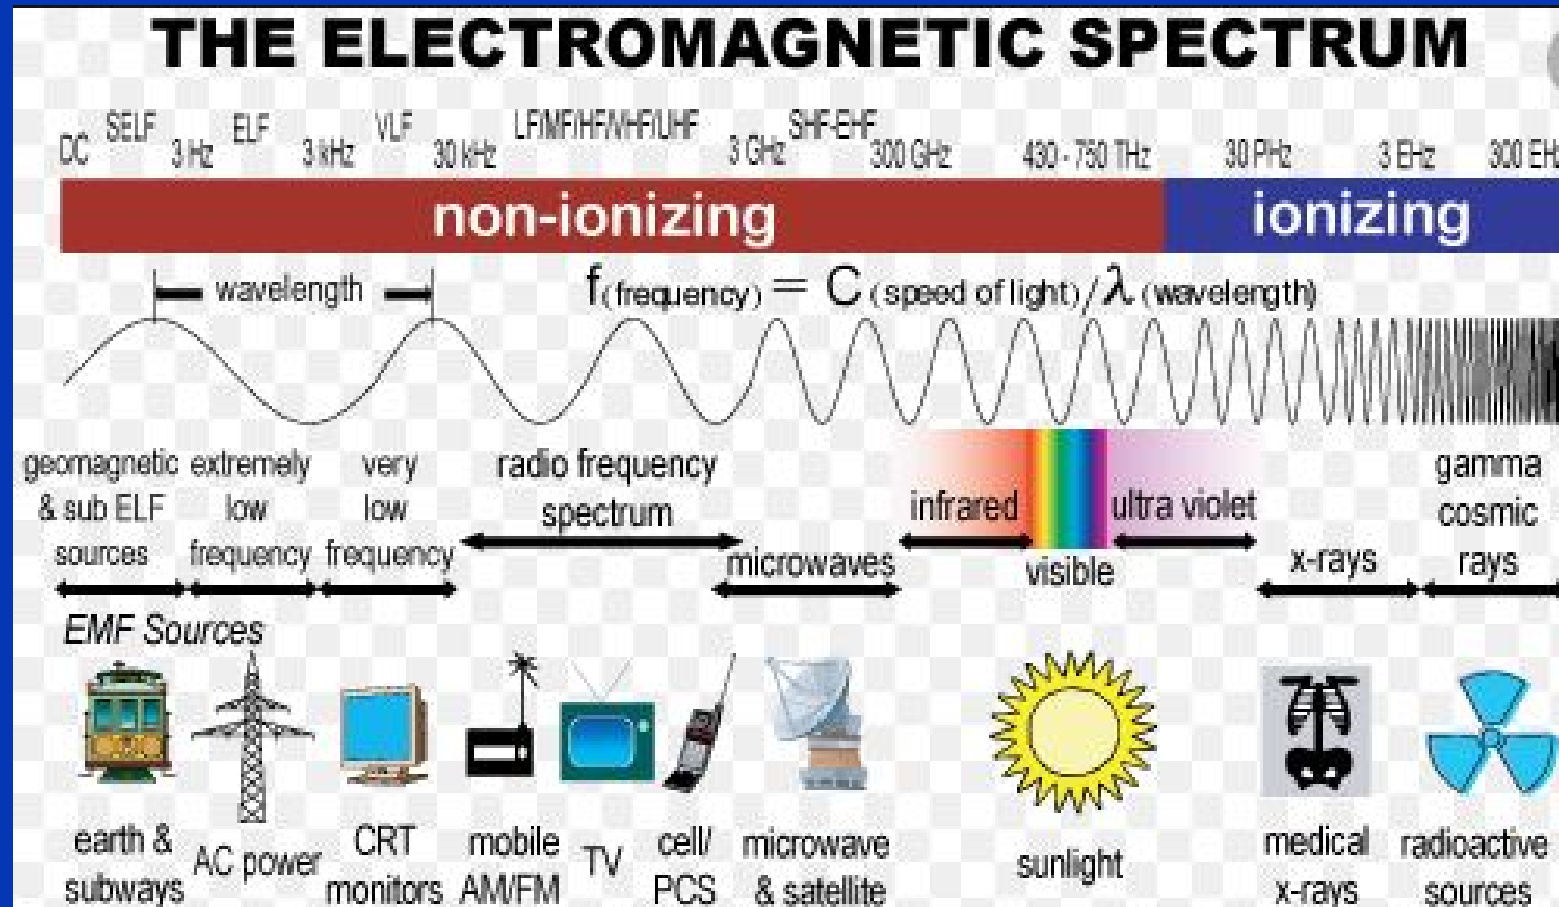 THE ELECTROMAGNETIC SPECTRUM
SELF ELF VLF LF/MF/HF/VHF/UHF SHF-EHF
DC 3 Hz 3 kHz 30 kHz 3 GHz 300 GHz 430 - 750 THz 30 PHz 3 EHz 300 EHz
non-ionizing ionizing
wavelength f(frequency) = C (speed of light)/λ (wavelength)
geomagnetic extremely very radio frequency gamma
& sub ELF low low spectrum infrared ultra violet cosmic
sources frequency frequency microwaves visible x-rays rays
EMF Sources
earth & AC power CRT mobile TV cell/ microwave sunlight medical radioactive
subways monitors AM/FM PCS & satellite x-rays sources